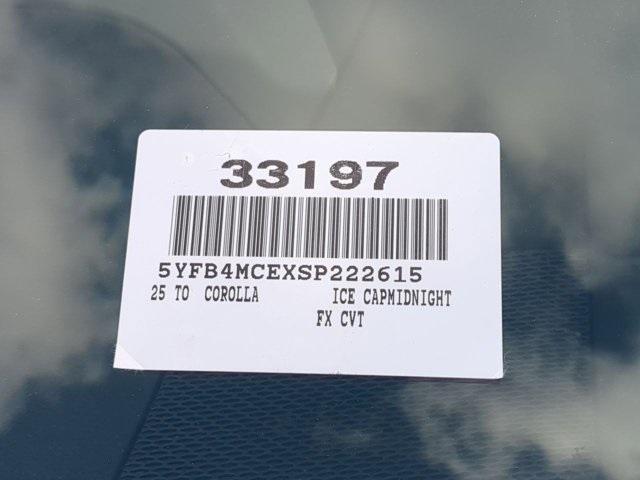 33197
5YFB4MCEXSP222615
25 TO COROLLA ICE CAPMIDNIGHT
FX CVT